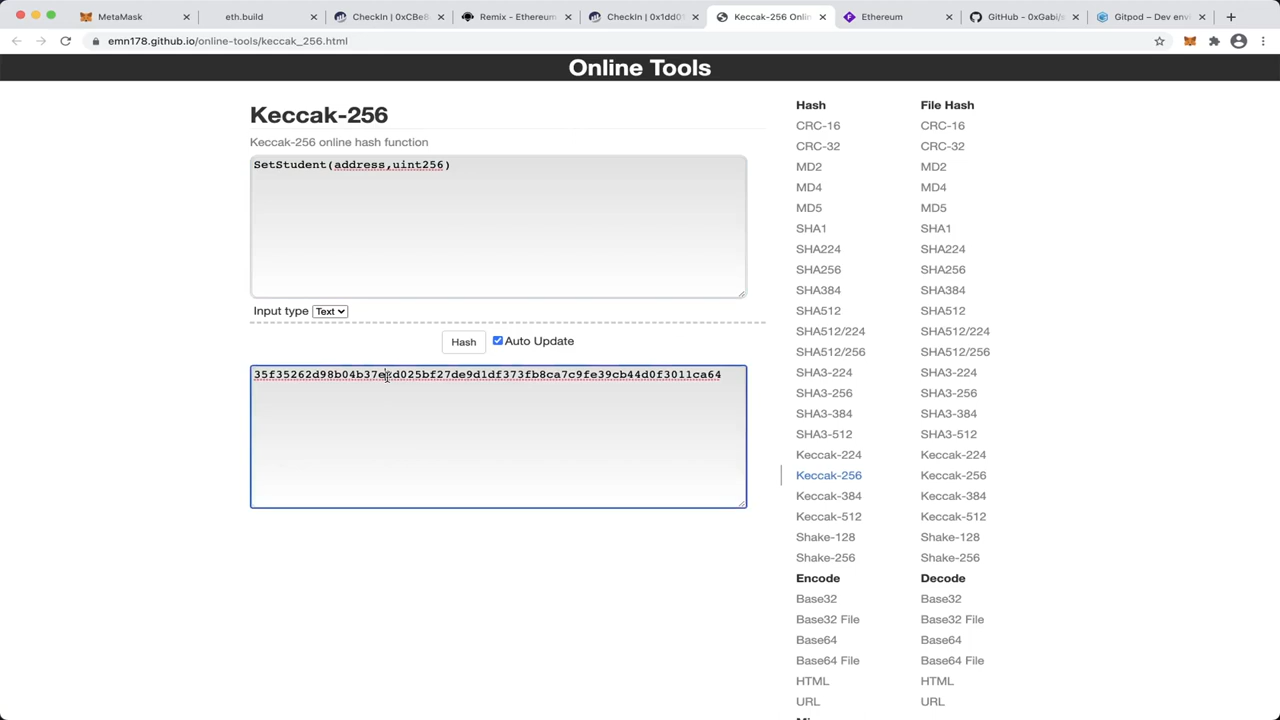 MetaMask
eth.build
CheckIn | 0xCBe8
Remix - Ethereum
CheckIn | 0x1dd01
Keccak-256 Onlin
Ethereum
GitHub - 0xGabi/s
Gitpod – Dev envi
emn178.github.io/online-tools/keccak_256.html
Online Tools
Keccak-256
Keccak-256 online hash function
SetStudent(address,uint256)
Input type Text
Hash Auto Update
Hash File Hash
CRC-16 CRC-16
CRC-32 CRC-32
MD2 MD2
MD4 MD4
MD5 MD5
SHA1 SHA1
SHA224 SHA224
SHA256 SHA256
SHA384 SHA384
SHA512 SHA512
SHA512/224 SHA512/224
SHA512/256 SHA512/256
SHA3-224 SHA3-224
SHA3-256 SHA3-256
SHA3-384 SHA3-384
SHA3-512 SHA3-512
Keccak-224 Keccak-224
Keccak-256 Keccak-256
Keccak-384 Keccak-384
Keccak-512 Keccak-512
Shake-128 Shake-128
Shake-256 Shake-256
Encode Decode
Base32 Base32
Base32 File Base32 File
Base64 Base64
Base64 File Base64 File
HTML HTML
URL URL